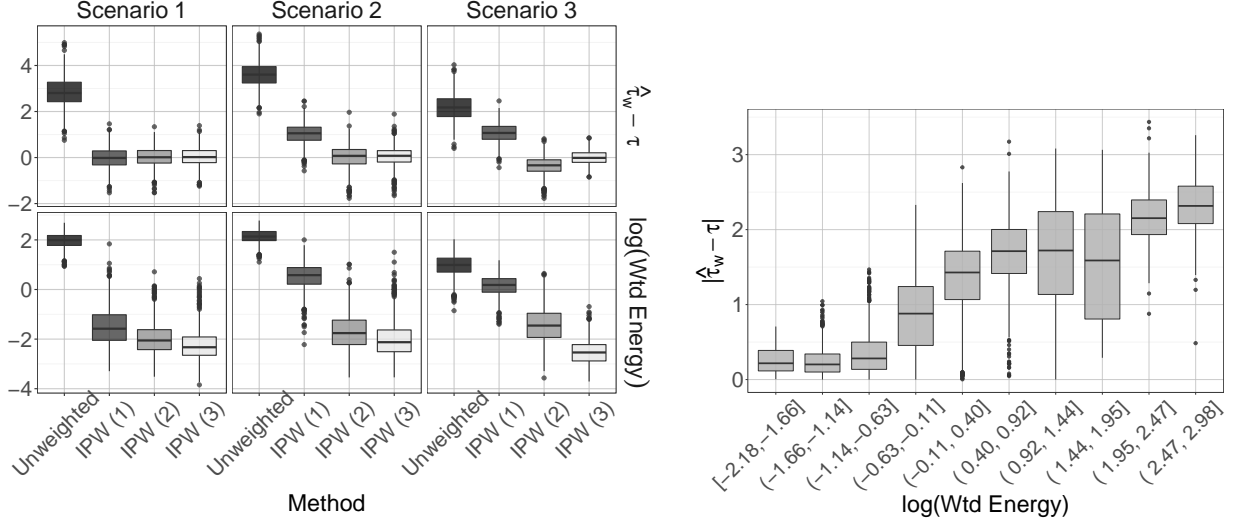 Scenario 1 Scenario 2 Scenario 3
4
2
0
−2
τ̂w − τ
2
0
−2
−4
log(Wtd Energy)
Unweighted IPW (1) IPW (2) IPW (3) Unweighted IPW (1) IPW (2) IPW (3) Unweighted IPW (1) IPW (2) IPW (3)
Method
|τ̂w − τ|
3
2
1
0
[−2.18,−1.66] (−1.66,−1.14] (−1.14,−0.63] (−0.63,−0.11] (−0.11, 0.40] ( 0.40, 0.92] ( 0.92, 1.44] ( 1.44, 1.95] ( 1.95, 2.47] ( 2.47, 2.98]
log(Wtd Energy)